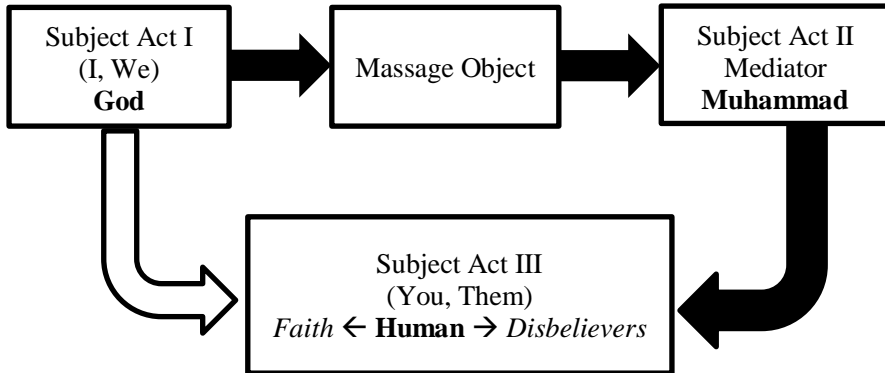 Subject Act I
(I, We)
God
Massage Object
Subject Act II
Mediator
Muhammad
Subject Act III
(You, Them)
Faith ← Human → Disbelievers